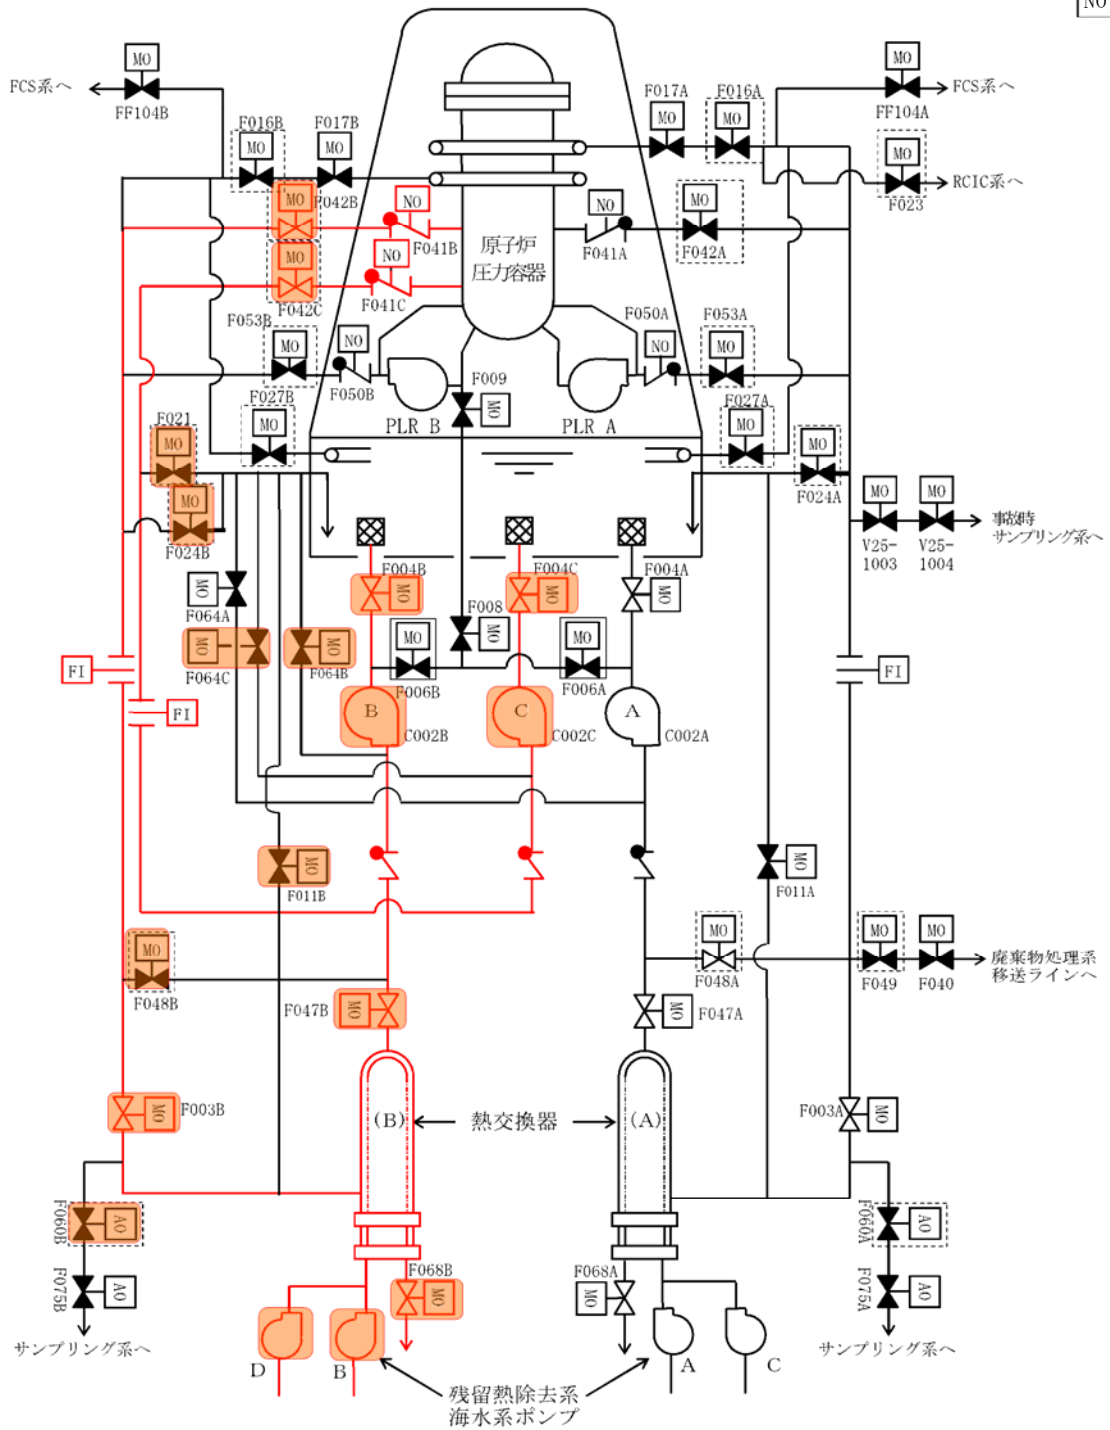 NO
MO
MO
FCS系へ
FF104B
FF104A
FCS系へ
F016B
F017B
F017A
F016A
MO
MO
MO
MO
MO
F023
RCIC系へ
MO
F042B
NO
F041B
NO
F041A
MO
F042A
原子炉
圧力容器
MO
F042C
NO
F041C
F053B
MO
NO
F050B
F050A
NO
F053A
MO
F009
MO
PLR B
PLR A
F027B
MO
F027A
MO
F021
MO
MO
F024B
MO
F024A
MO
MO
V25-
1003
V25-
1004
事故時
サンプリング系へ
F004B
MO
F004C
MO
F004A
MO
MO
F064A
MO
F064C
MO
F064B
F008
MO
MO
F006B
MO
F006A
FI
FI
FI
B
C002B
C
C002C
A
C002A
MO
F011B
MO
F011A
MO
F048B
MO
F048A
MO
F049
MO
F040
廃棄物処理系
移送ラインへ
F047B
MO
MO
F047A
MO
F003B
(B)
熱交換器
(A)
F003A
MO
F060B
AO
F060A
AO
F075B
AO
F075A
AO
サンプリング系へ
サンプリング系へ
F068B
MO
F068A
MO
D
B
A
C
残留熱除去系
海水系ポンプ